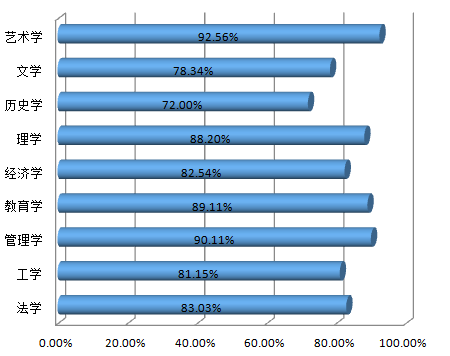 艺术学 92.56%
文学 78.34%
历史学 72.00%
理学 88.20%
经济学 82.54%
教育学 89.11%
管理学 90.11%
工学 81.15%
法学 83.03%
0.00% 20.00% 40.00% 60.00% 80.00% 100.00%